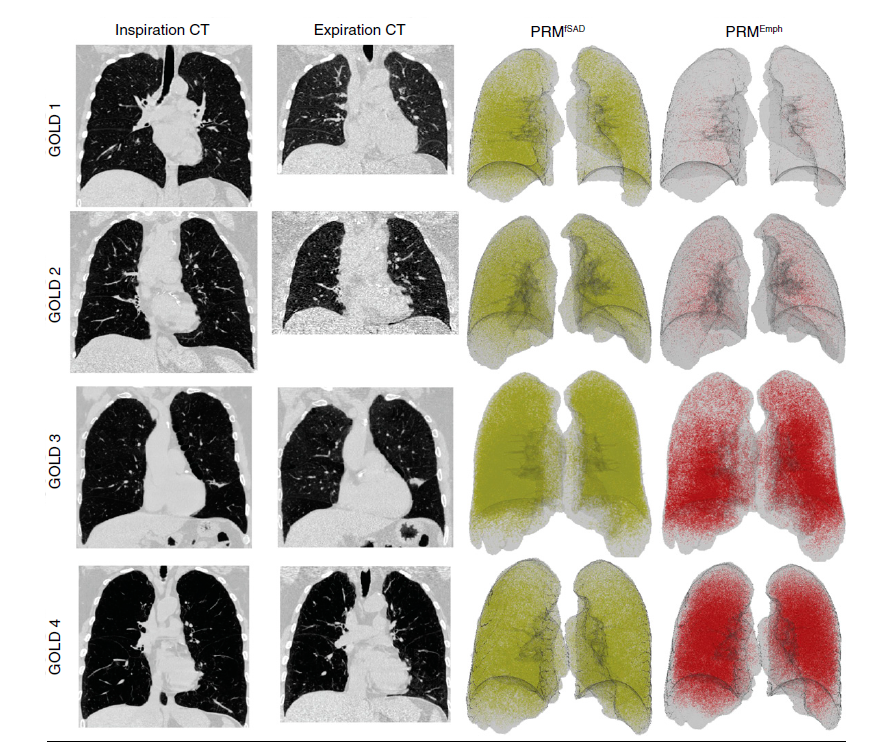 Inspiration CT Expiration CT PRMfSAD PRMEmph
GOLD 1
GOLD 2
GOLD 3
GOLD 4